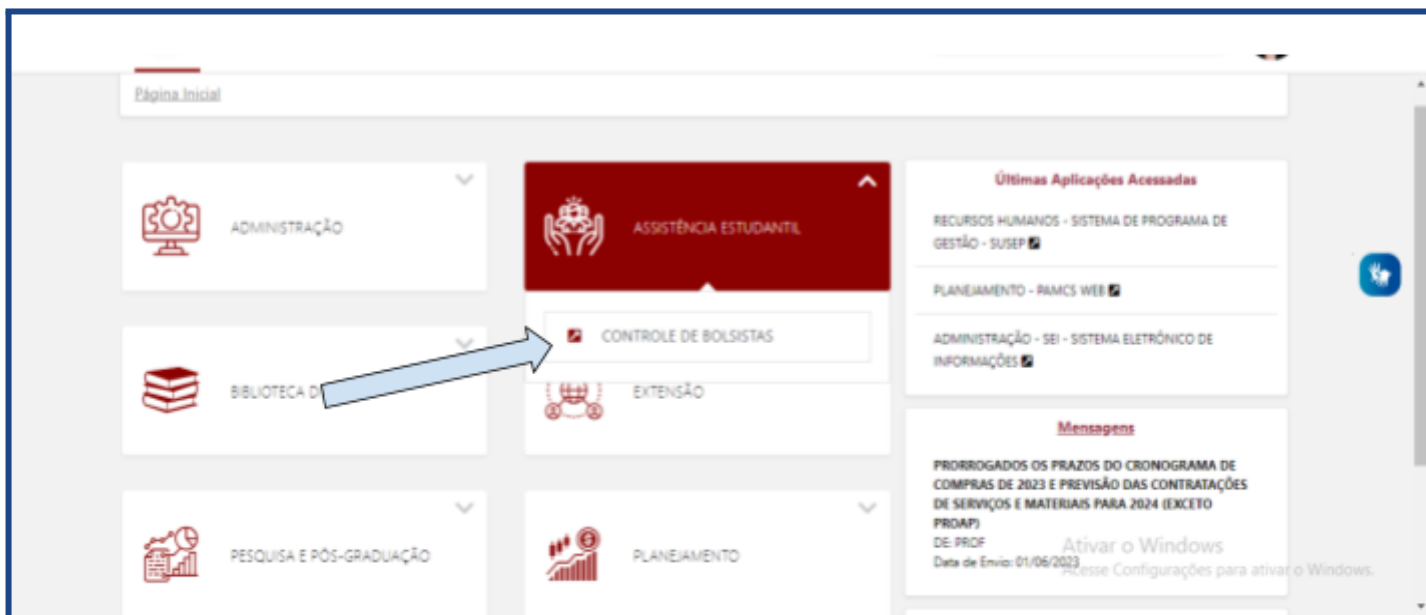 Página Inicial
ADMINISTRAÇÃO
ASSISTÊNCIA ESTUDANTIL
CONTROLE DE BOLSISTAS
BIBLIOTECA
EXTENSÃO
PESQUISA E PÓS-GRADUAÇÃO
PLANEJAMENTO
Últimas Aplicações Acessadas
RECURSOS HUMANOS - SISTEMA DE PROGRAMA DE
GESTÃO - SUSEP
PLANEJAMENTO - PAMCS WEB
ADMINISTRAÇÃO - SEI - SISTEMA ELETRÔNICO DE
INFORMAÇÕES
Mensagens
PRORROGADOS OS PRAZOS DO CRONOGRAMA DE
COMPRAS DE 2023 E PREVISÃO DAS CONTRATAÇÕES
DE SERVIÇOS E MATERIAIS PARA 2024 (EXCETO
PROAP)
DE: PROF
Data de Envio: 01/06/2023
Ativar o Windows
Acesse Configurações para ativar o Windows.